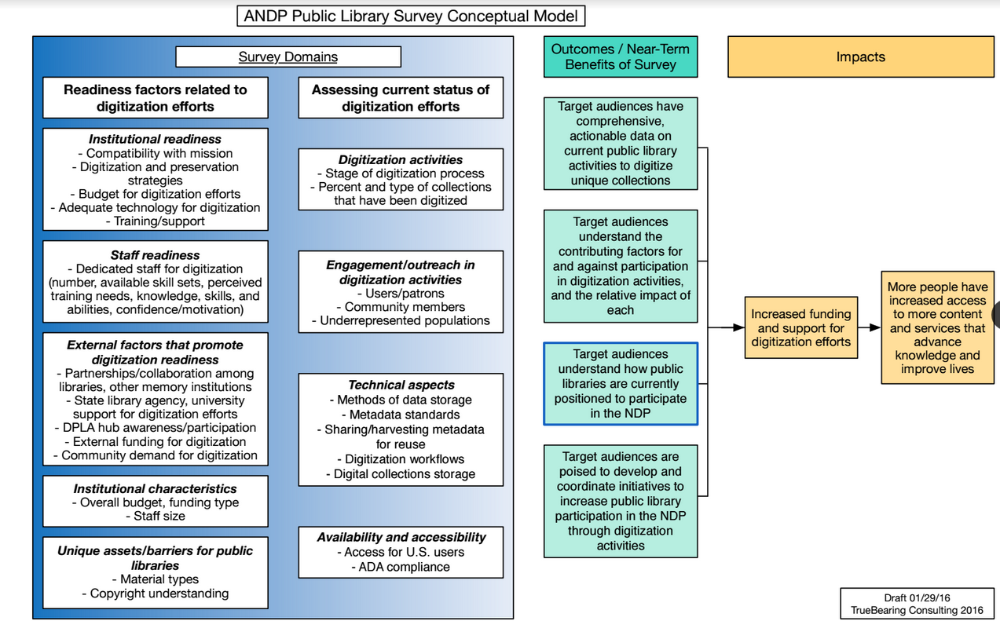 ANDP Public Library Survey Conceptual Model
Survey Domains
Readiness factors related to
digitization efforts
Institutional readiness
- Compatibility with mission
- Digitization and preservation
strategies
- Budget for digitization efforts
- Adequate technology for digitization
- Training/support
Staff readiness
- Dedicated staff for digitization
(number, available skill sets, perceived
training needs, knowledge, skills, and
abilities, confidence/motivation)
External factors that promote
digitization readiness
- Partnerships/collaboration among
libraries, other memory institutions
- State library agency, university
support for digitization efforts
- DPLA hub awareness/participation
- External funding for digitization
- Community demand for digitization
Institutional characteristics
- Overall budget, funding type
- Staff size
Unique assets/barriers for public
libraries
- Material types
- Copyright understanding
Assessing current status of
digitization efforts
Digitization activities
- Stage of digitization process
- Percent and type of collections
that have been digitized
Engagement/outreach in
digitization activities
- Users/patrons
- Community members
- Underrepresented populations
Technical aspects
- Methods of data storage
- Metadata standards
- Sharing/harvesting metadata
for reuse
- Digitization workflows
- Digital collections storage
Availability and accessibility
- Access for U.S. users
- ADA compliance
Outcomes / Near-Term
Benefits of Survey
Target audiences have
comprehensive,
actionable data on
current public library
activities to digitize
unique collections
Target audiences
understand the
contributing factors for
and against participation
in digitization activities,
and the relative impact of
each
Target audiences
understand how public
libraries are currently
positioned to participate
in the NDP
Target audiences are
poised to develop and
coordinate initiatives to
increase public library
participation in the NDP
through digitization
activities
Impacts
Increased funding
and support for
digitization efforts
More people have
increased access
to more content
and services that
advance
knowledge and
improve lives
Draft 01/29/16
TrueBearing Consulting 2016